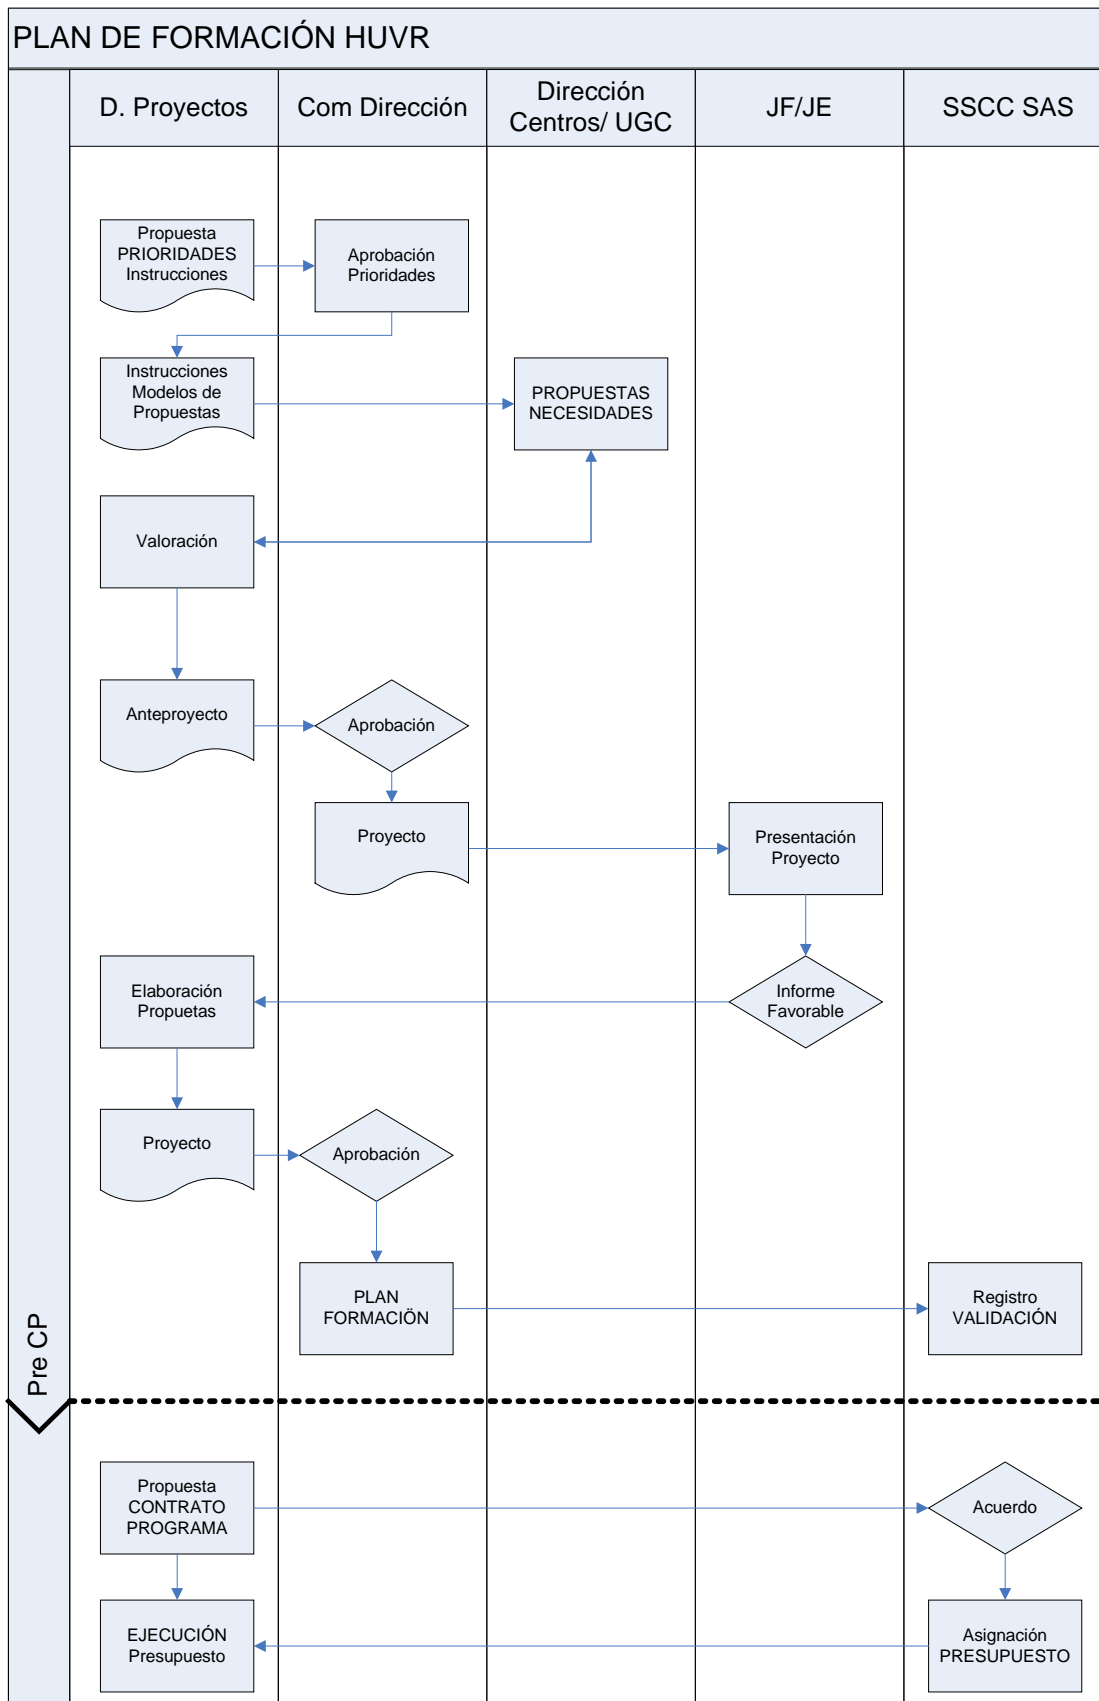 PLAN DE FORMACIÓN HUVR
D. Proyectos
Com Dirección
Dirección
Centros/ UGC
JF/JE
SSCC SAS
Propuesta
PRIORIDADES
Instrucciones
Aprobación
Prioridades
Instrucciones
Modelos de
Propuestas
PROPUESTAS
NECESIDADES
Valoración
Anteproyecto
Aprobación
Proyecto
Presentación
Proyecto
Elaboración
Propuetas
Informe
Favorable
Proyecto
Aprobación
PLAN
FORMACIÖN
Registro
VALIDACIÓN
Pre CP
Propuesta
CONTRATO
PROGRAMA
Acuerdo
EJECUCIÓN
Presupuesto
Asignación
PRESUPUESTO